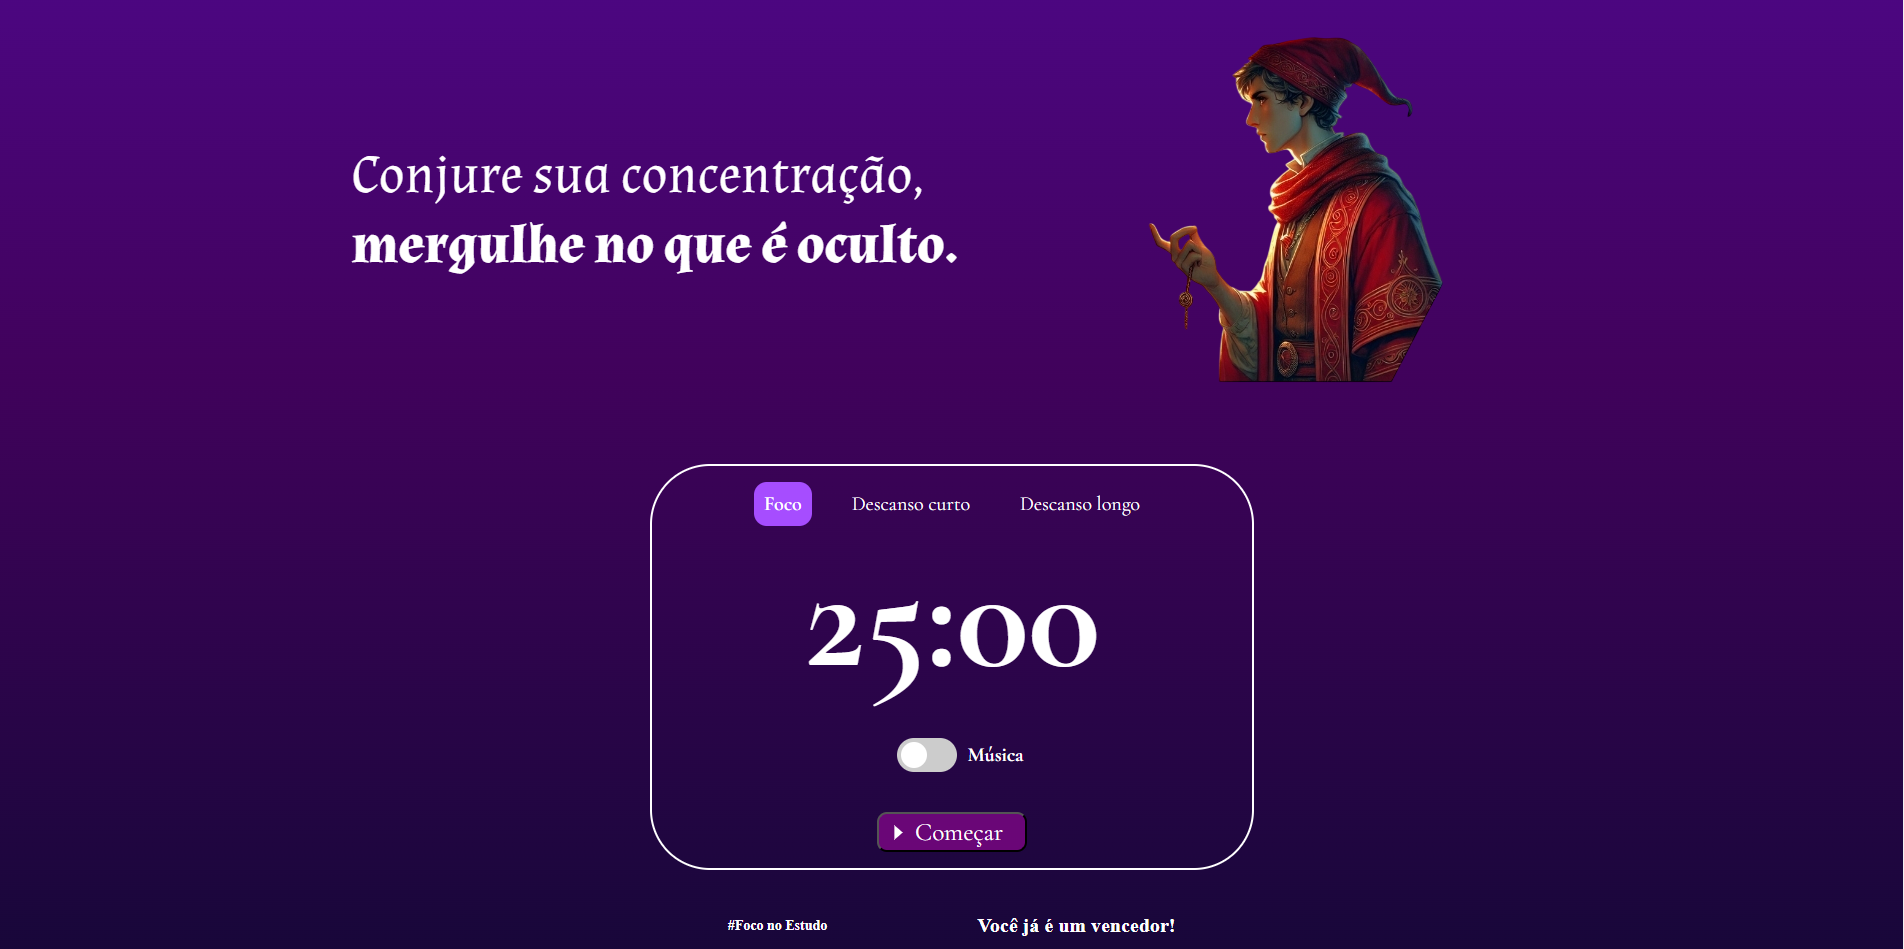 Conjure sua concentração,
mergulhe no que é oculto.
Foco Descanso curto Descanso longo
25:00
Música
Começar
#Foco no Estudo Você já é um vencedor!